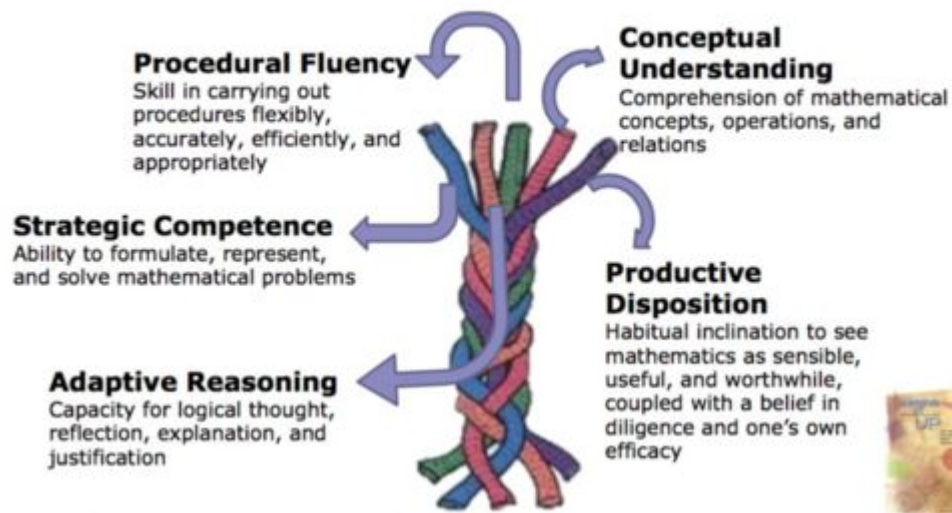 Procedural Fluency
Skill in carrying out
procedures flexibly,
accurately, efficiently, and
appropriately
Conceptual
Understanding
Comprehension of mathematical
concepts, operations, and
relations
Strategic Competence
Ability to formulate, represent,
and solve mathematical problems
Productive
Disposition
Habitual inclination to see
mathematics as sensible,
useful, and worthwhile,
coupled with a belief in
diligence and one's own
efficacy
Adaptive Reasoning
Capacity for logical thought,
reflection, explanation, and
justification
UP